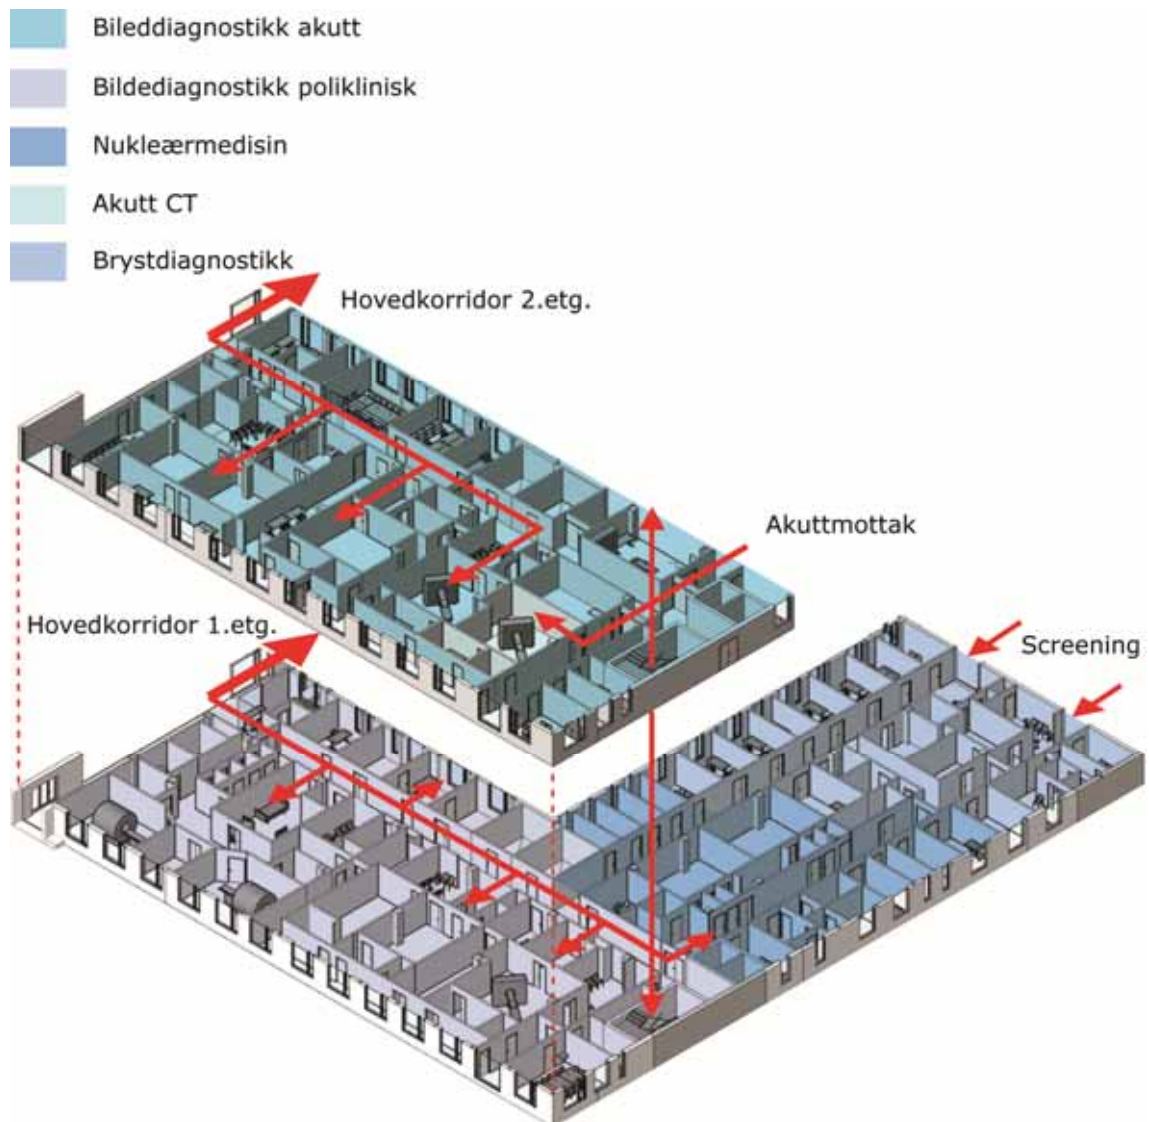 Bileddiagnostikk akutt
Bildediagnostikk poliklinisk
Nukleærmedisin
Akutt CT
Brystdiagnostikk
Hovedkorridor 2.etg.
Akuttmottak
Hovedkorridor 1.etg.
Screening